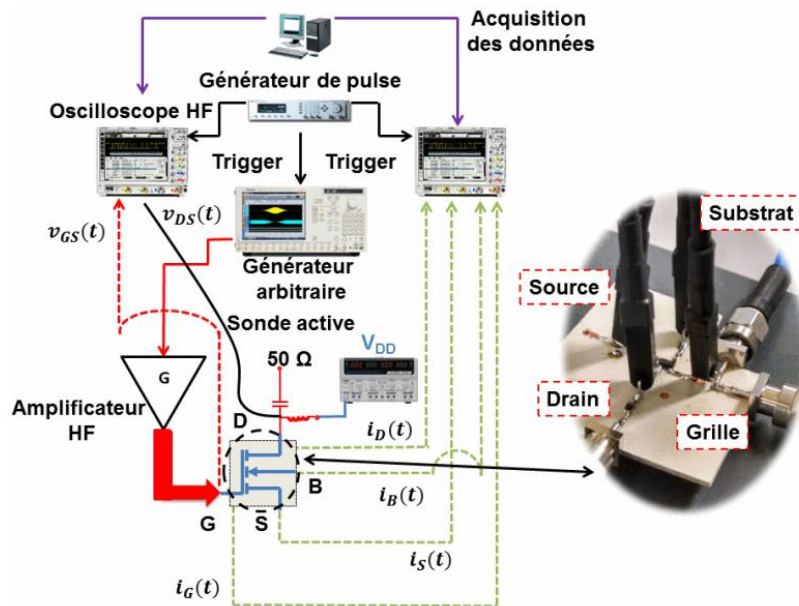 Acquisition
des données
Générateur de pulse
Oscilloscope HF
Trigger
Trigger
v_GS(t)
v_DS(t)
Générateur
arbitraire
Sonde active
50 Ω
V_DD
G
Amplificateur
HF
D
B
G
S
i_D(t)
i_B(t)
i_S(t)
i_G(t)
Substrat
Source
Drain
Grille